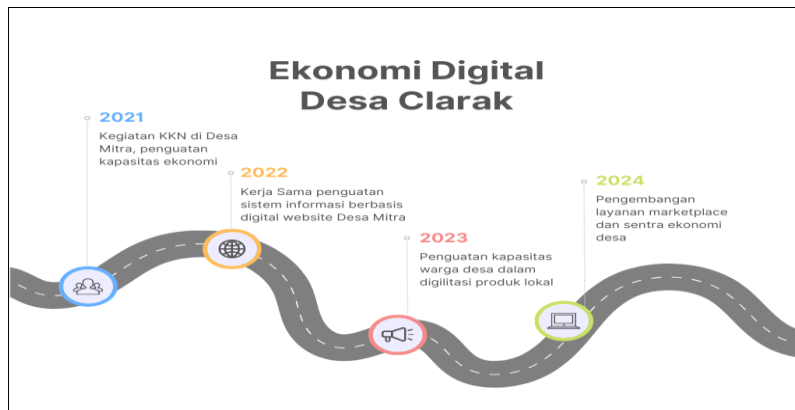 Ekonomi Digital
Desa Clarak
2021
Kegiatan KKN di Desa
Mitra, penguatan
kapasitas ekonomi
2022
Kerja Sama penguatan
sistem informasi berbasis
digital website Desa Mitra
2023
Penguatan kapasitas
warga desa dalam
digilitasi produk lokal
2024
Pengembangan
layanan marketplace
dan sentra ekonomi
desa